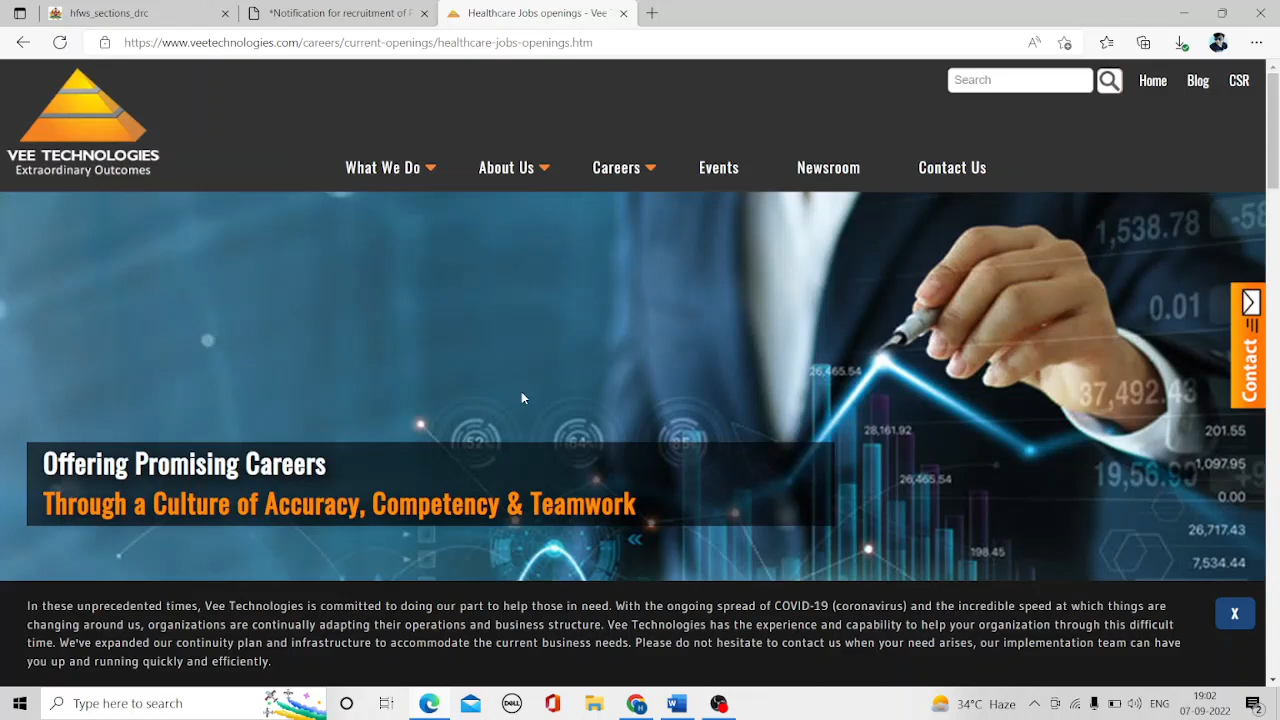 hfws_sections_drc
*Notification for recruitment of F
Healthcare Jobs openings - Vee
https://www.veetechnologies.com/careers/current-openings/healthcare-jobs-openings.htm
Search
Home
Blog
CSR
VEE TECHNOLOGIES
Extraordinary Outcomes
What We Do
About Us
Careers
Events
Newsroom
Contact Us
1,538.78
-58
0.01
Contact
26,465.54
37,492.43
28,161.92
201.55
52
64
1,097.95
Offering Promising Careers
19,56
26,465.54
0.00
Through a Culture of Accuracy, Competency & Teamwork
26,717.43
198.45
7,534.44
In these unprecedented times, Vee Technologies is committed to doing our part to help those in need. With the ongoing spread of COVID-19 (coronavirus) and the incredible speed at which things are
changing around us, organizations are continually adapting their operations and business structure. Vee Technologies has the experience and capability to help your organization through this difficult
time. We've expanded our continuity plan and infrastructure to accommodate the current business needs. Please do not hesitate to contact us when your need arises, our implementation team can have
you up and running quickly and efficiently.
X
Type here to search
DELL
34°C Haze
ENG
19:02
07-09-2022
2